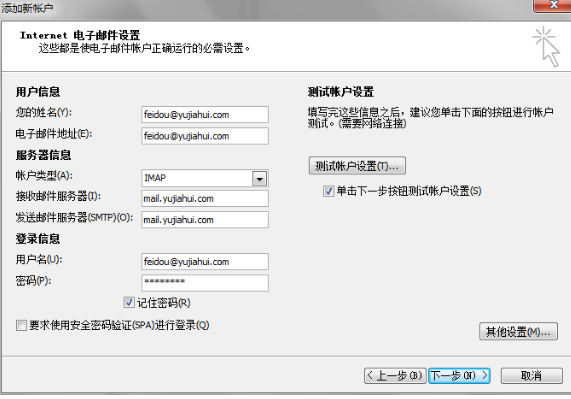 添加新帐户
Internet 电子邮件设置
这些都是使电子邮件帐户正确运行的必需设置。
用户信息
您的姓名(Y):
feidou@yujiahui.com
电子邮件地址(E):
feidou@yujiahui.com
服务器信息
帐户类型(A):
IMAP
接收邮件服务器(I):
mail.yujiahui.com
发送邮件服务器(SMTP)(O):
mail.yujiahui.com
登录信息
用户名(U):
feidou@yujiahui.com
密码(P):
********
记住密码(R)
要求使用安全密码验证(SPA)进行登录(Q)
测试帐户设置
填写完这些信息之后，建议您单击下面的按钮进行帐户
测试。(需要网络连接)
测试帐户设置(T)...
单击下一步按钮测试帐户设置(S)
其他设置(M)...
< 上一步(B)
下一步(N) >
取消